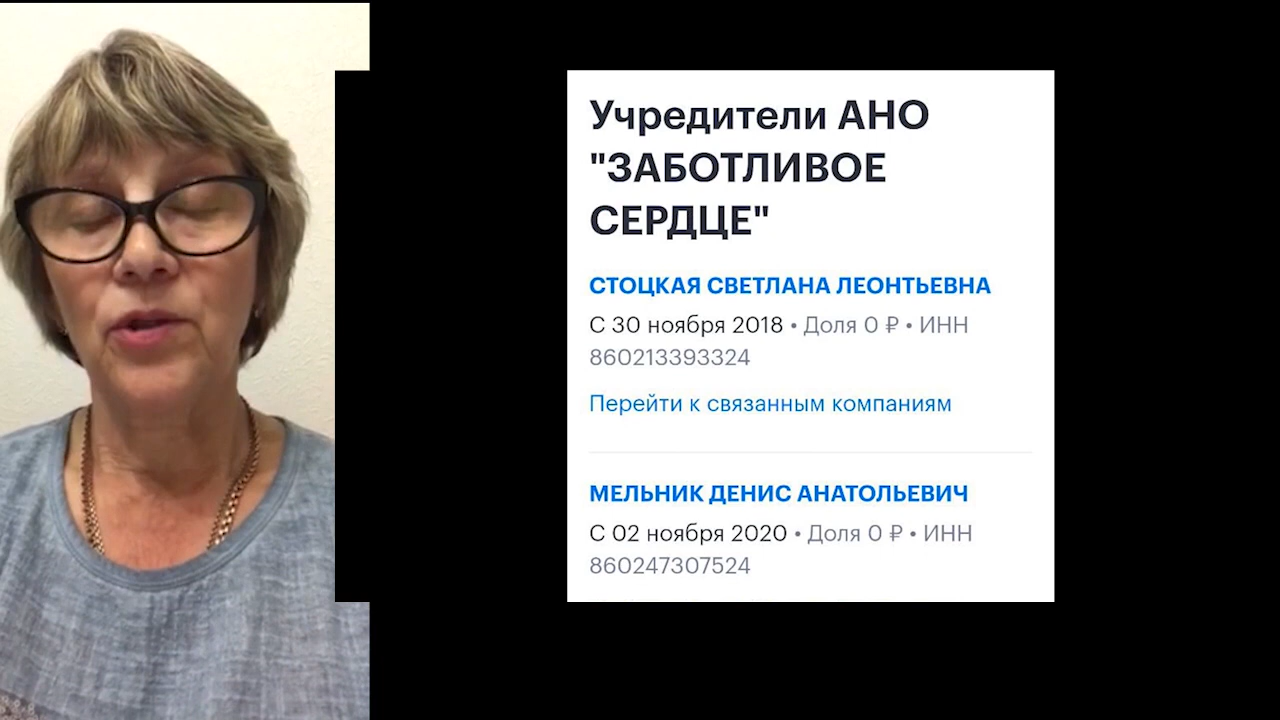 Учредители АНО
"ЗАБОТЛИВОЕ
СЕРДЦЕ"
СТОЦКАЯ СВЕТЛАНА ЛЕОНТЬЕВНА
С 30 ноября 2018 • Доля 0 ₽ • ИНН
860213393324
Перейти к связанным компаниям
МЕЛЬНИК ДЕНИС АНАТОЛЬЕВИЧ
С 02 ноября 2020 • Доля 0 ₽ • ИНН
860247307524